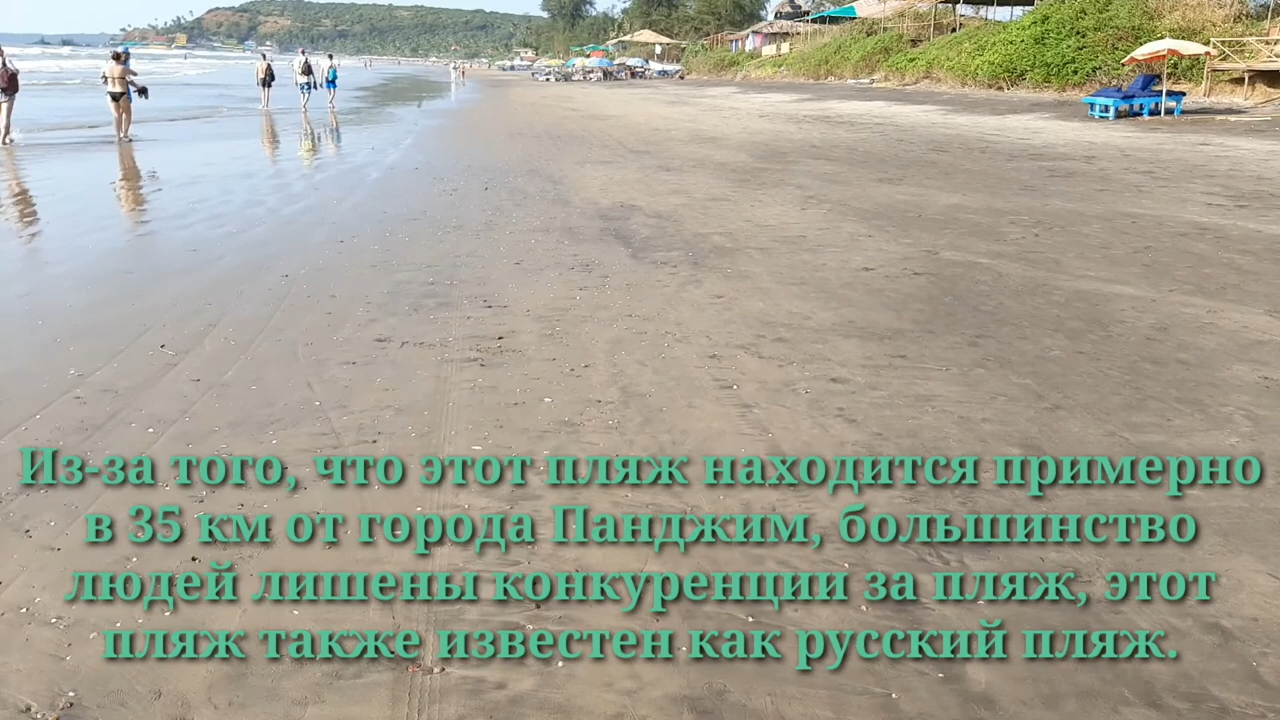 Из-за того, что этот пляж находится примерно
в 35 км от города Панджим, большинство
людей лишены конкуренции за пляж, этот
пляж также известен как русский пляж.